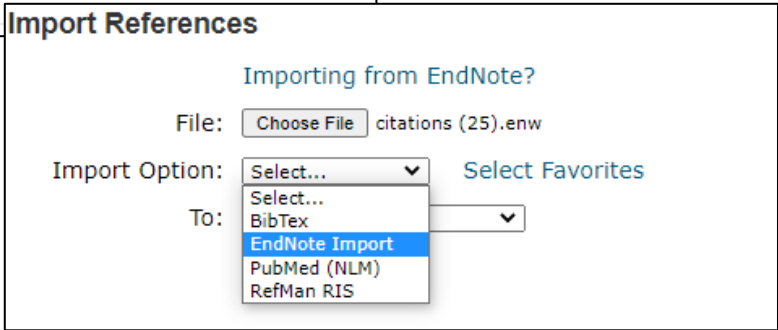 Import References
Importing from EndNote?
File: Choose File citations (25).enw
Import Option: Select... Select Favorites
Select...
To: BibTex
EndNote Import
PubMed (NLM)
RefMan RIS